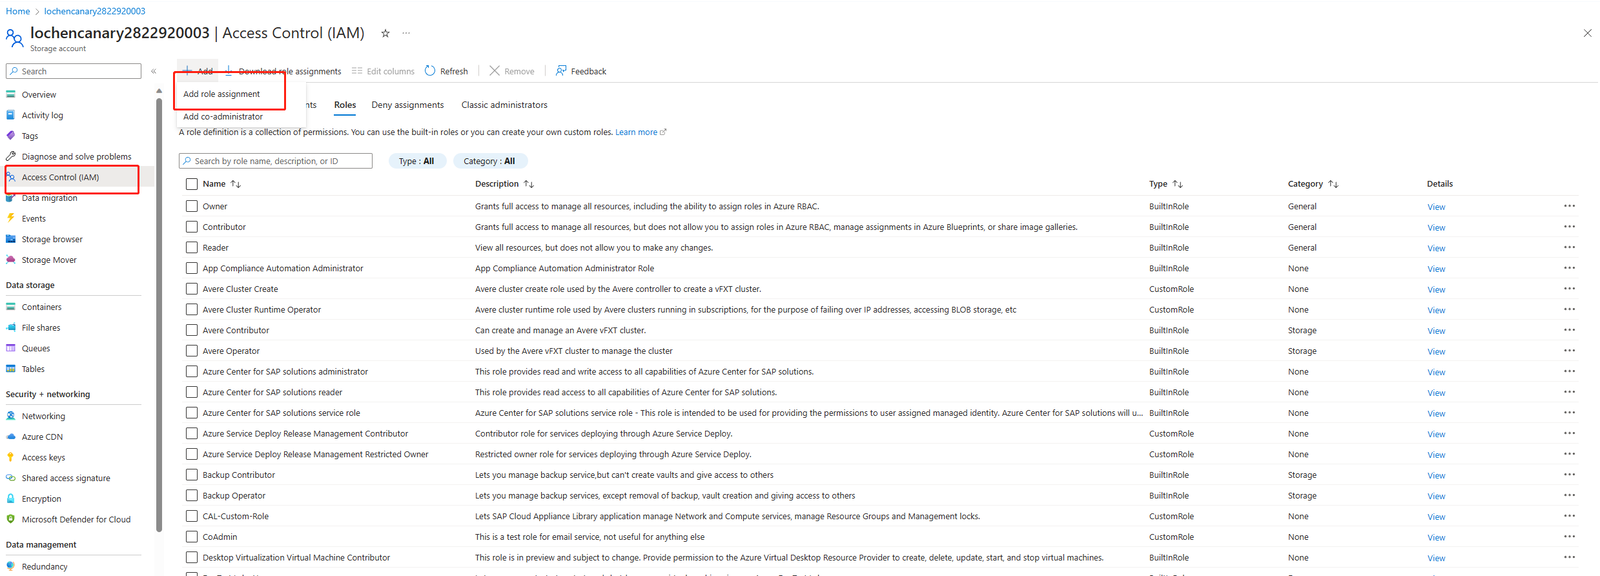 Home > lochencanary2822920003
lochencanary2822920003 | Access Control (IAM) ☆ ···
Storage account
Search
«
Overview
Activity log
Tags
Diagnose and solve problems
Access Control (IAM)
Data migration
Events
Storage browser
Storage Mover
Data storage
Containers
File shares
Queues
Tables
Security + networking
Networking
Azure CDN
Access keys
Shared access signature
Encryption
Microsoft Defender for Cloud
Data management
Redundancy
Add Download role assignments Edit columns Refresh Remove Feedback
Add role assignment
Add co-administrator
nts Roles Deny assignments Classic administrators
A role definition is a collection of permissions. You can use the built-in roles or you can create your own custom roles. Learn more
Search by role name, description, or ID Type : All Category : All
Name ↑↓ Description ↑↓ Type ↑↓ Category ↑↓ Details
Owner Grants full access to manage all resources, including the ability to assign roles in Azure RBAC. BuiltInRole General View ···
Contributor Grants full access to manage all resources, but does not allow you to assign roles in Azure RBAC, manage assignments in Azure Blueprints, or share image galleries. BuiltInRole General View ···
Reader View all resources, but does not allow you to make any changes. BuiltInRole General View ···
App Compliance Automation Administrator App Compliance Automation Administrator Role BuiltInRole None View ···
Avere Cluster Create Avere cluster create role used by the Avere controller to create a vFXT cluster. CustomRole None View ···
Avere Cluster Runtime Operator Avere cluster runtime role used by Avere clusters running in subscriptions, for the purpose of failing over IP addresses, accessing BLOB storage, etc CustomRole None View ···
Avere Contributor Can create and manage an Avere vFXT cluster. BuiltInRole Storage View ···
Avere Operator Used by the Avere vFXT cluster to manage the cluster BuiltInRole Storage View ···
Azure Center for SAP solutions administrator This role provides read and write access to all capabilities of Azure Center for SAP solutions. BuiltInRole None View ···
Azure Center for SAP solutions reader This role provides read access to all capabilities of Azure Center for SAP solutions. BuiltInRole None View ···
Azure Center for SAP solutions service role Azure Center for SAP solutions service role - This role is intended to be used for providing the permissions to user assigned managed identity. Azure Center for SAP solutions will u... BuiltInRole None View ···
Azure Service Deploy Release Management Contributor Contributor role for services deploying through Azure Service Deploy. CustomRole None View ···
Azure Service Deploy Release Management Restricted Owner Restricted owner role for services deploying through Azure Service Deploy. CustomRole None View ···
Backup Contributor Lets you manage backup service,but can't create vaults and give access to others BuiltInRole Storage View ···
Backup Operator Lets you manage backup services, except removal of backup, vault creation and giving access to others BuiltInRole Storage View ···
CAL-Custom-Role Lets SAP Cloud Appliance Library application manage Network and Compute services, manage Resource Groups and Management locks. CustomRole None View ···
CoAdmin This is a test role for email service, not useful for anything else CustomRole None View ···
Desktop Virtualization Virtual Machine Contributor This role is in preview and subject to change. Provide permission to the Azure Virtual Desktop Resource Provider to create, delete, update, start, and stop virtual machines. BuiltInRole None View ···